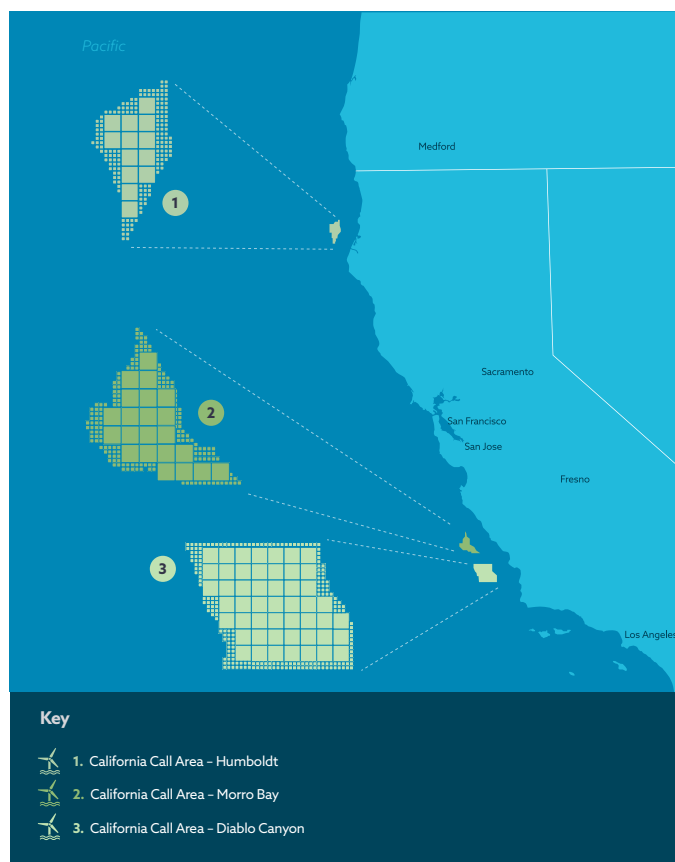 Pacific
Medford
1
Sacramento
2
San Francisco
San Jose
Fresno
3
Los Angeles
Key
1. California Call Area – Humboldt
2. California Call Area – Morro Bay
3. California Call Area – Diablo Canyon